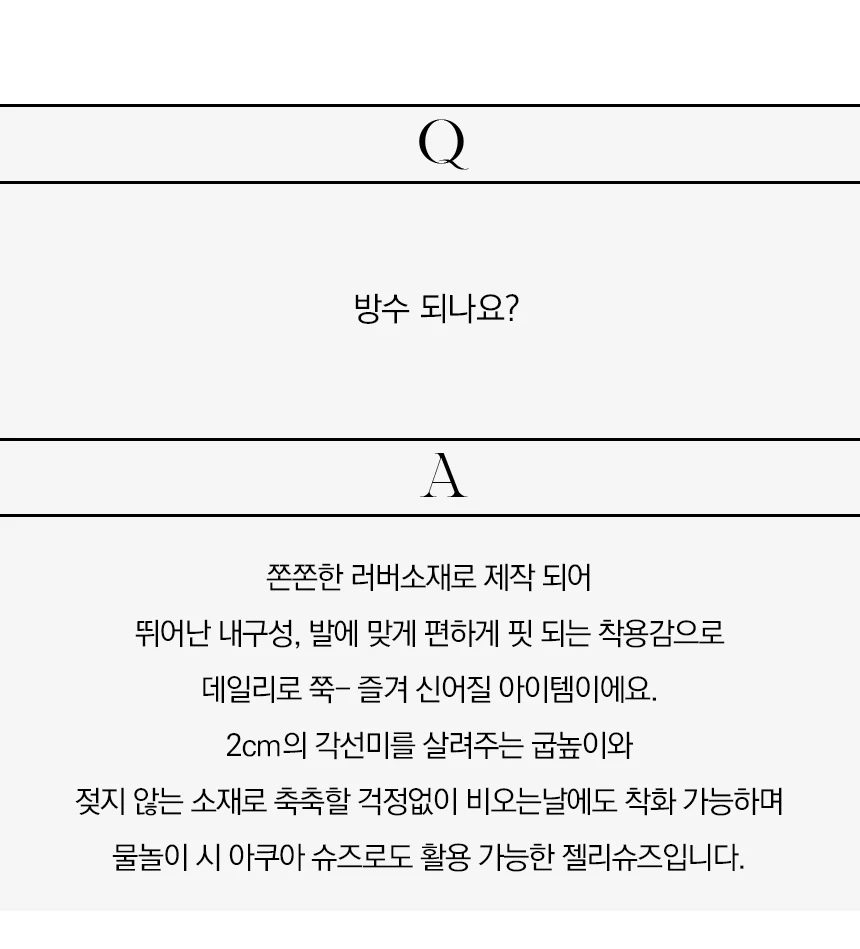 Q
방수 되나요?
A
쫀쫀한 러버소재로 제작 되어
뛰어난 내구성, 발에 맞게 편하게 핏 되는 착용감으로
데일리로 쭉- 즐겨 신어질 아이템이에요.
2cm의 각선미를 살려주는 굽높이와
젖지 않는 소재로 축축할 걱정없이 비오는날에도 착화 가능하며
물놀이 시 아쿠아 슈즈로도 활용 가능한 젤리슈즈입니다.